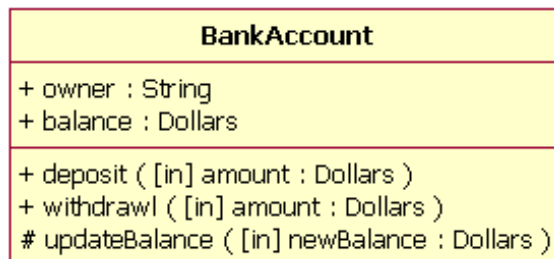 BankAccount
+ owner : String
+ balance : Dollars
+ deposit ( [in] amount : Dollars )
+ withdrawl ( [in] amount : Dollars )
# updateBalance ( [in] newBalance : Dollars )